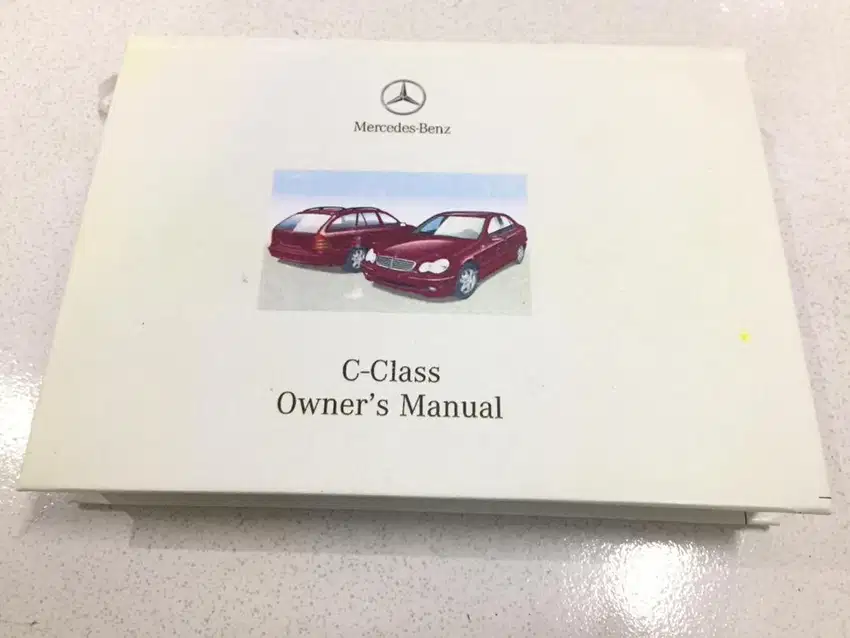 Mercedes-Benz
C-Class
Owner's Manual